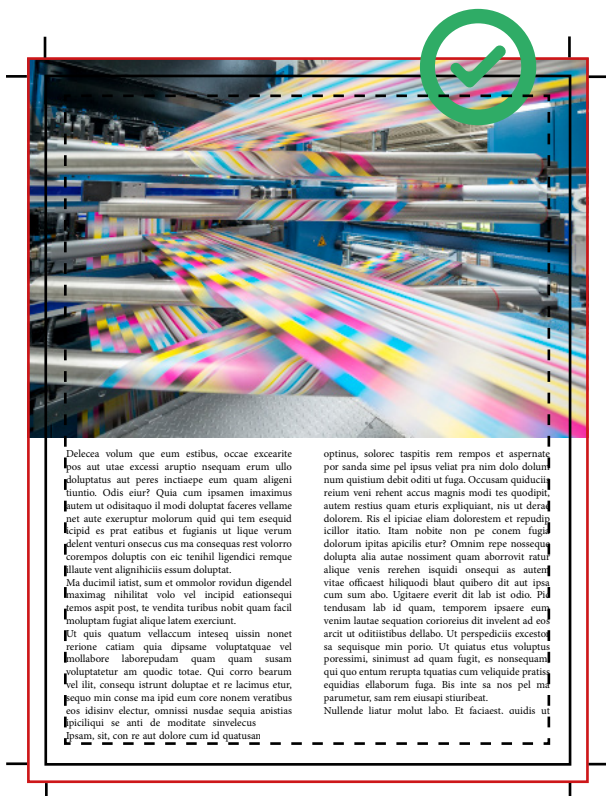 Delecea volum que eum estibus, occae excearite
pos aut utae excessi aruptio nsequam erum ullo
doluptatus aut peres inctiaepe eum quam aligeni
tiuntio. Odis eiur? Quia cum ipsamen imaximus
autem ut odisitaquo il modi doluptat faceres vellame
net aute exeruptur molorum quid qui tem esequid
icipid es prat eatibus et fugianis ut lique verum
delent venturi onsecus cus ma consequas rest volorro
corempos doluptis con eic tenihil ligendici remque
illaute vent alignihiciis essum doluptat.
Ma ducimil iatist, sum et ommolor rovidun digendel
maximag nihilitat volo vel incipid eationsequi
temos aspit post, te vendita turibus nobit quam facil
moluptam fugiat alique latem exerciunt.
Ut quis quatum vellaccum inteseq uissin nonet
rerione catiam quia dipsame voluptatquae vel
mollabore laborepudam quam quam susam
voluptatetur am quodic totae. Qui corro bearum
vel ilit, consequ istrunt doluptae et re lacimus etur,
sequo min conse ma ipid eum core nonem veratibus
eos idisinv electur, omnissi nusdae sequia apistias
ipiciliqui se anti de moditate sinvelecus
Ipsam, sit, con re aut dolore cum id quatusan
optinus, solorec taspitis rem rempos et aspernate
por sanda sime pel ipsus veliat pra nim dolo dolum
num quistium debit oditi ut fuga. Occusam quiduciis
reium veni rehent accus magnis modi tes quodipit,
autem restius quam eturis expliquiant, nis ut derae
dolorem. Ris el ipiciae eliam dolorestem et repudip
icillor itatio. Itam nobite non pe conem fugia
dolorum ipitas apicilis etur? Omnim repe nosseque
dolupta alia autae nossiment quam aborrovit ratur
alique venis rerehen isquidi onsequi as autem
vitae officaest hiliquodi blaut quibero dit aut ipsa
cum sum abo. Ugitaere everit dit lab ist odio. Pid
tendusam lab id quam, temporem ipsaere eum
venim lautae sequation corioreius dit invelent ad eos
arcit ut oditiistibus dellabo. Ut perspediciis excestos
sa sequisque min porio. Ut quiatus etus voluptus
poressimi, sinimust ad quam fugit, es nonsequam
qui quo entum rerupta tquatias cum veliquide pratiis
equidias ellaborum fuga. Bis inte sa nos pel ma
parumetur, sam rem eiusapi stiuribeat.
Nullende liatur molut labo. Et faciaest, quidis ut